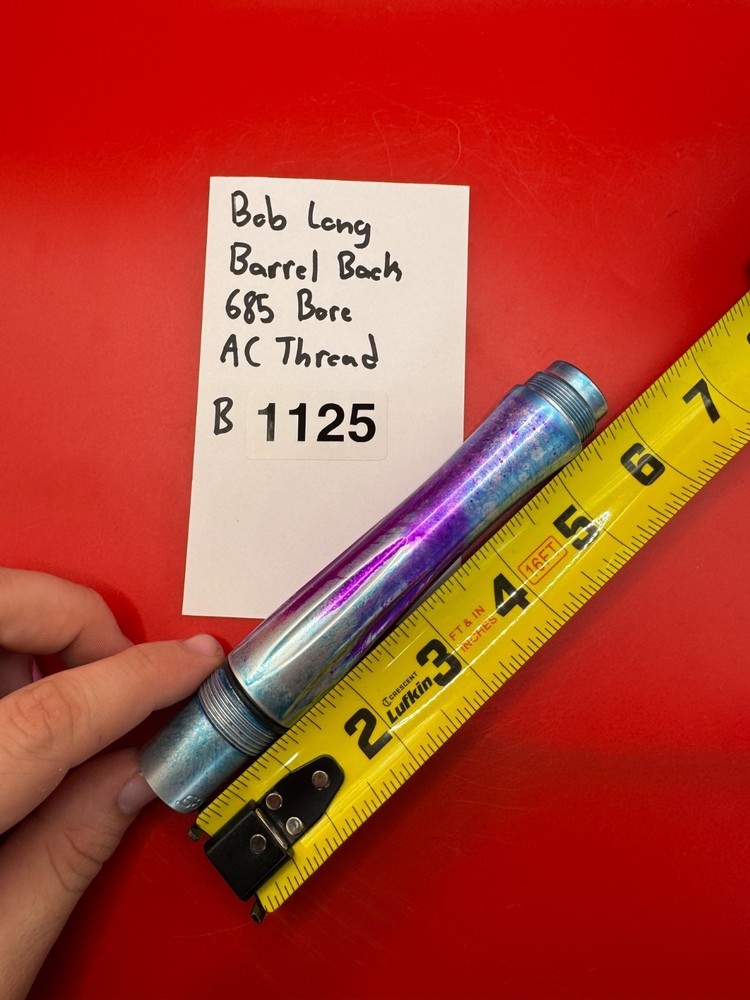 Bob Long
Barrel Back
685 Bore
AC Thread
B 1125
7
6
5
16FT
4
FT & IN
INCHES
3
CRESCENT
Lufkin
2